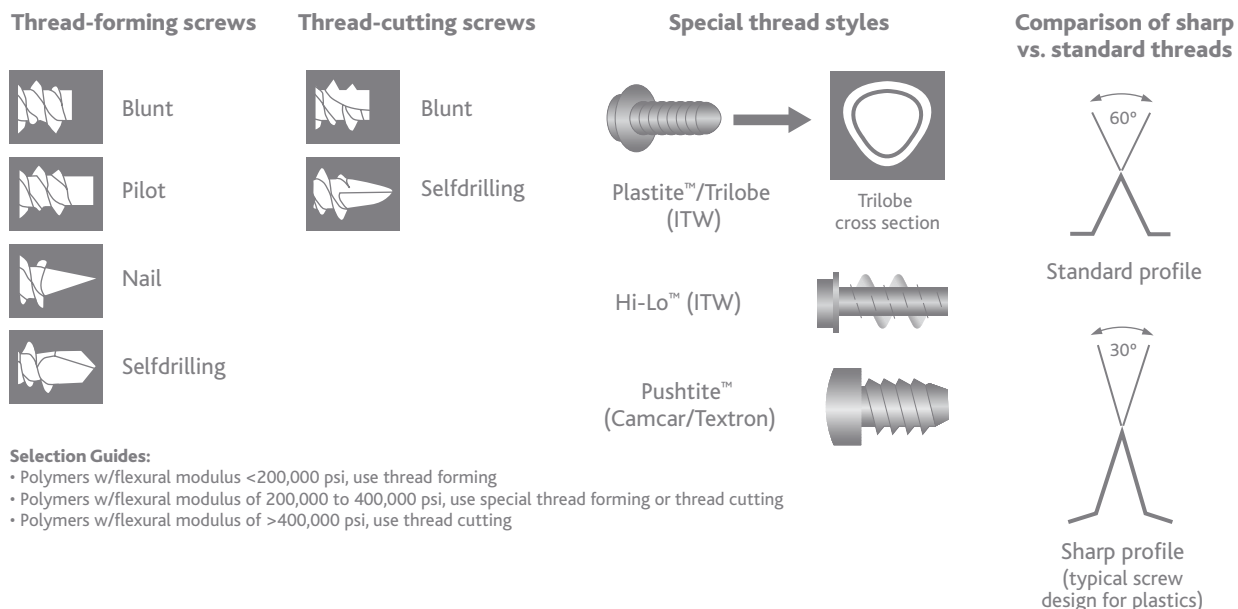 Thread-forming screws
Blunt
Pilot
Nail
Selfdrilling
Thread-cutting screws
Blunt
Selfdrilling
Special thread styles
Plastite™/Trilobe
(ITW)
Trilobe
cross section
Hi-Lo™ (ITW)
Pushtite™
(Camcar/Textron)
Comparison of sharp
vs. standard threads
60º
Standard profile
30º
Sharp profile
(typical screw
design for plastics)
Selection Guides:
• Polymers w/flexural modulus <200,000 psi, use thread forming
• Polymers w/flexural modulus of 200,000 to 400,000 psi, use special thread forming or thread cutting
• Polymers w/flexural modulus of >400,000 psi, use thread cutting